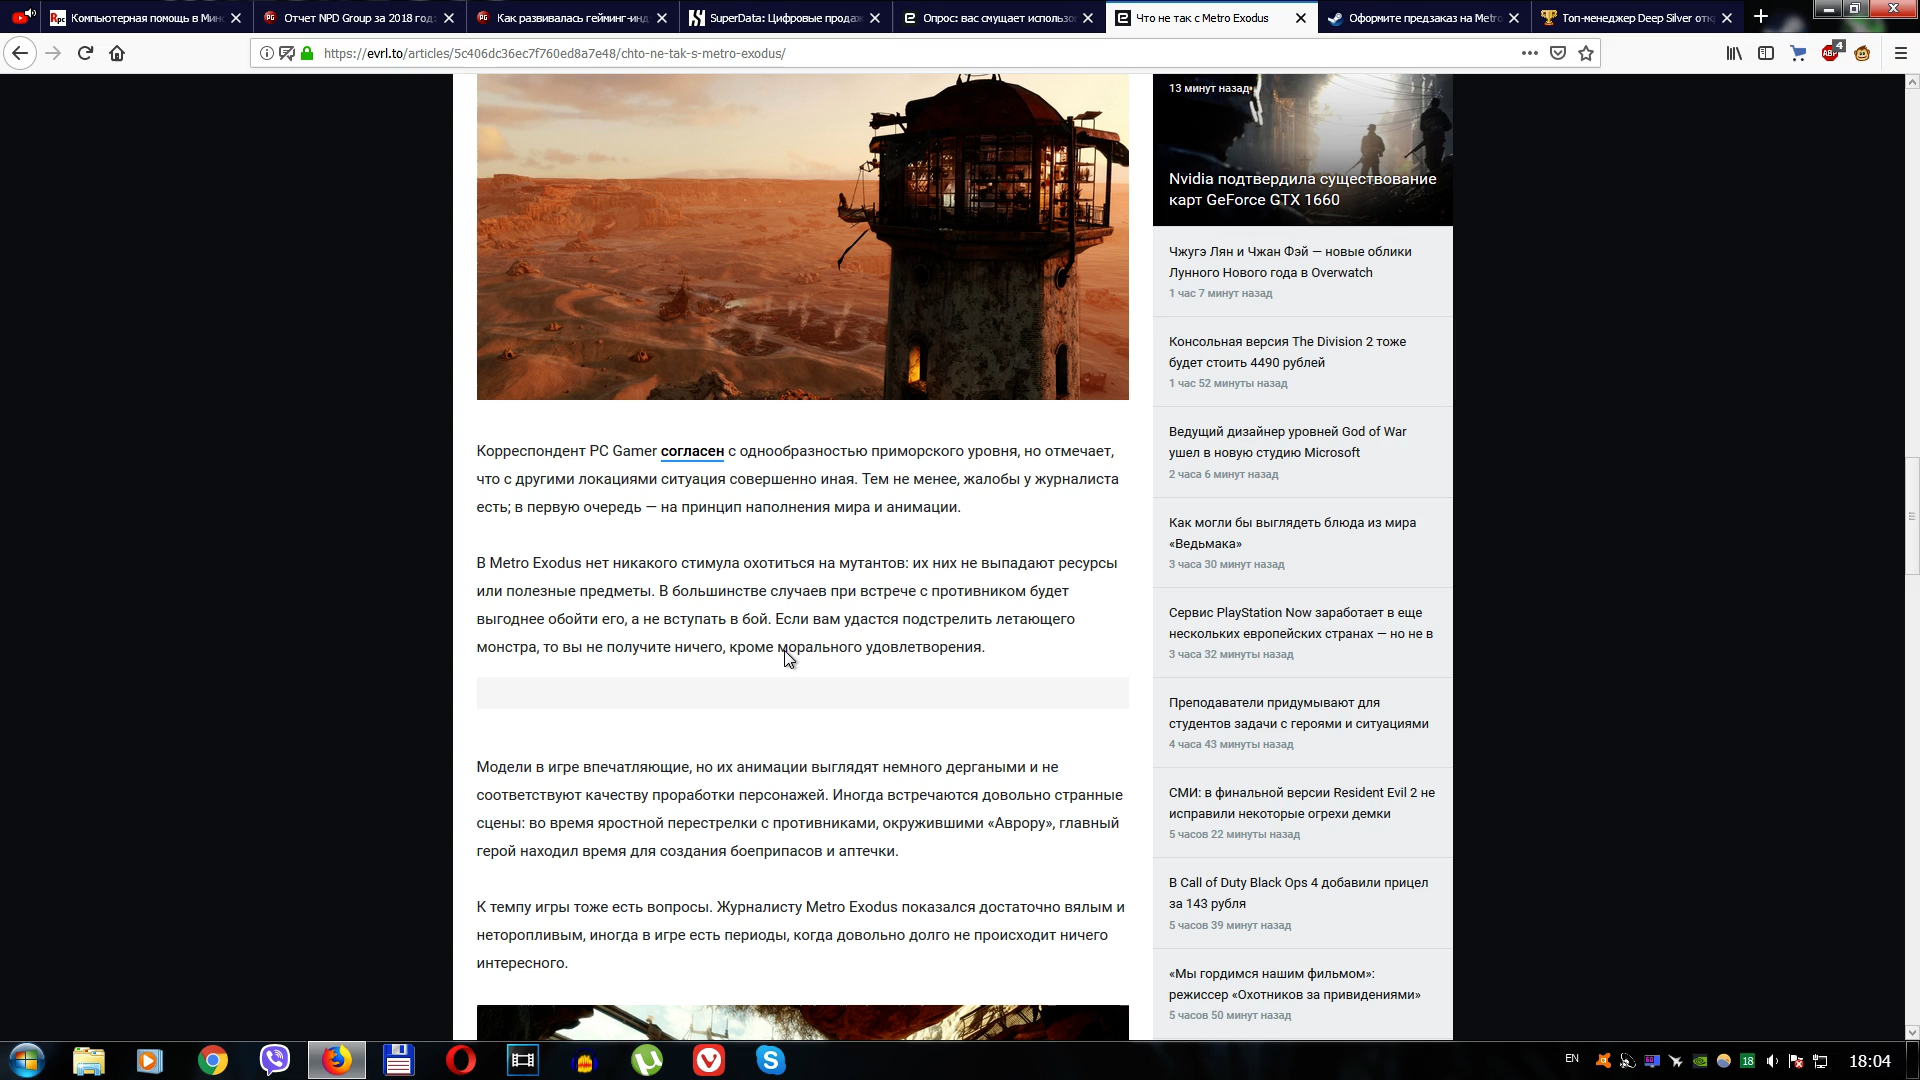 Компьютерная помощь в Мин
Отчет NPD Group за 2018 год
Как развивалась гейминг-инд
SuperData: Цифровые продаж
Опрос: вас смущает использо
Что не так с Metro Exodus
Оформите предзаказ на Metro
Топ-менеджер Deep Silver отк
https://evrl.to/articles/5c406dc36ec7f760ed8a7e48/chto-ne-tak-s-metro-exodus/
ABP
4
Корреспондент PC Gamer согласен с однообразностью приморского уровня, но отмечает,
что с другими локациями ситуация совершенно иная. Тем не менее, жалобы у журналиста
есть; в первую очередь — на принцип наполнения мира и анимации.
В Metro Exodus нет никакого стимула охотиться на мутантов: их них не выпадают ресурсы
или полезные предметы. В большинстве случаев при встрече с противником будет
выгоднее обойти его, а не вступать в бой. Если вам удастся подстрелить летающего
монстра, то вы не получите ничего, кроме морального удовлетворения.
Модели в игре впечатляющие, но их анимации выглядят немного дергаными и не
соответствуют качеству проработки персонажей. Иногда встречаются довольно странные
сцены: во время яростной перестрелки с противниками, окружившими «Аврору», главный
герой находил время для создания боеприпасов и аптечки.
К темпу игры тоже есть вопросы. Журналисту Metro Exodus показался достаточно вялым и
неторопливым, иногда в игре есть периоды, когда довольно долго не происходит ничего
интересного.
13 минут назад
Nvidia подтвердила существование
карт GeForce GTX 1660
Чжугэ Лян и Чжан Фэй — новые облики
Лунного Нового года в Overwatch
1 час 7 минут назад
Консольная версия The Division 2 тоже
будет стоить 4490 рублей
1 час 52 минуты назад
Ведущий дизайнер уровней God of War
ушел в новую студию Microsoft
2 часа 6 минут назад
Как могли бы выглядеть блюда из мира
«Ведьмака»
3 часа 30 минут назад
Сервис PlayStation Now заработает в еще
нескольких европейских странах — но не в
3 часа 32 минуты назад
Преподаватели придумывают для
студентов задачи с героями и ситуациями
4 часа 43 минуты назад
СМИ: в финальной версии Resident Evil 2 не
исправили некоторые огрехи демки
5 часов 22 минуты назад
В Call of Duty Black Ops 4 добавили прицел
за 143 рубля
5 часов 39 минут назад
«Мы гордимся нашим фильмом»:
режиссер «Охотников за привидениями»
5 часов 50 минут назад
EN
18
18:04